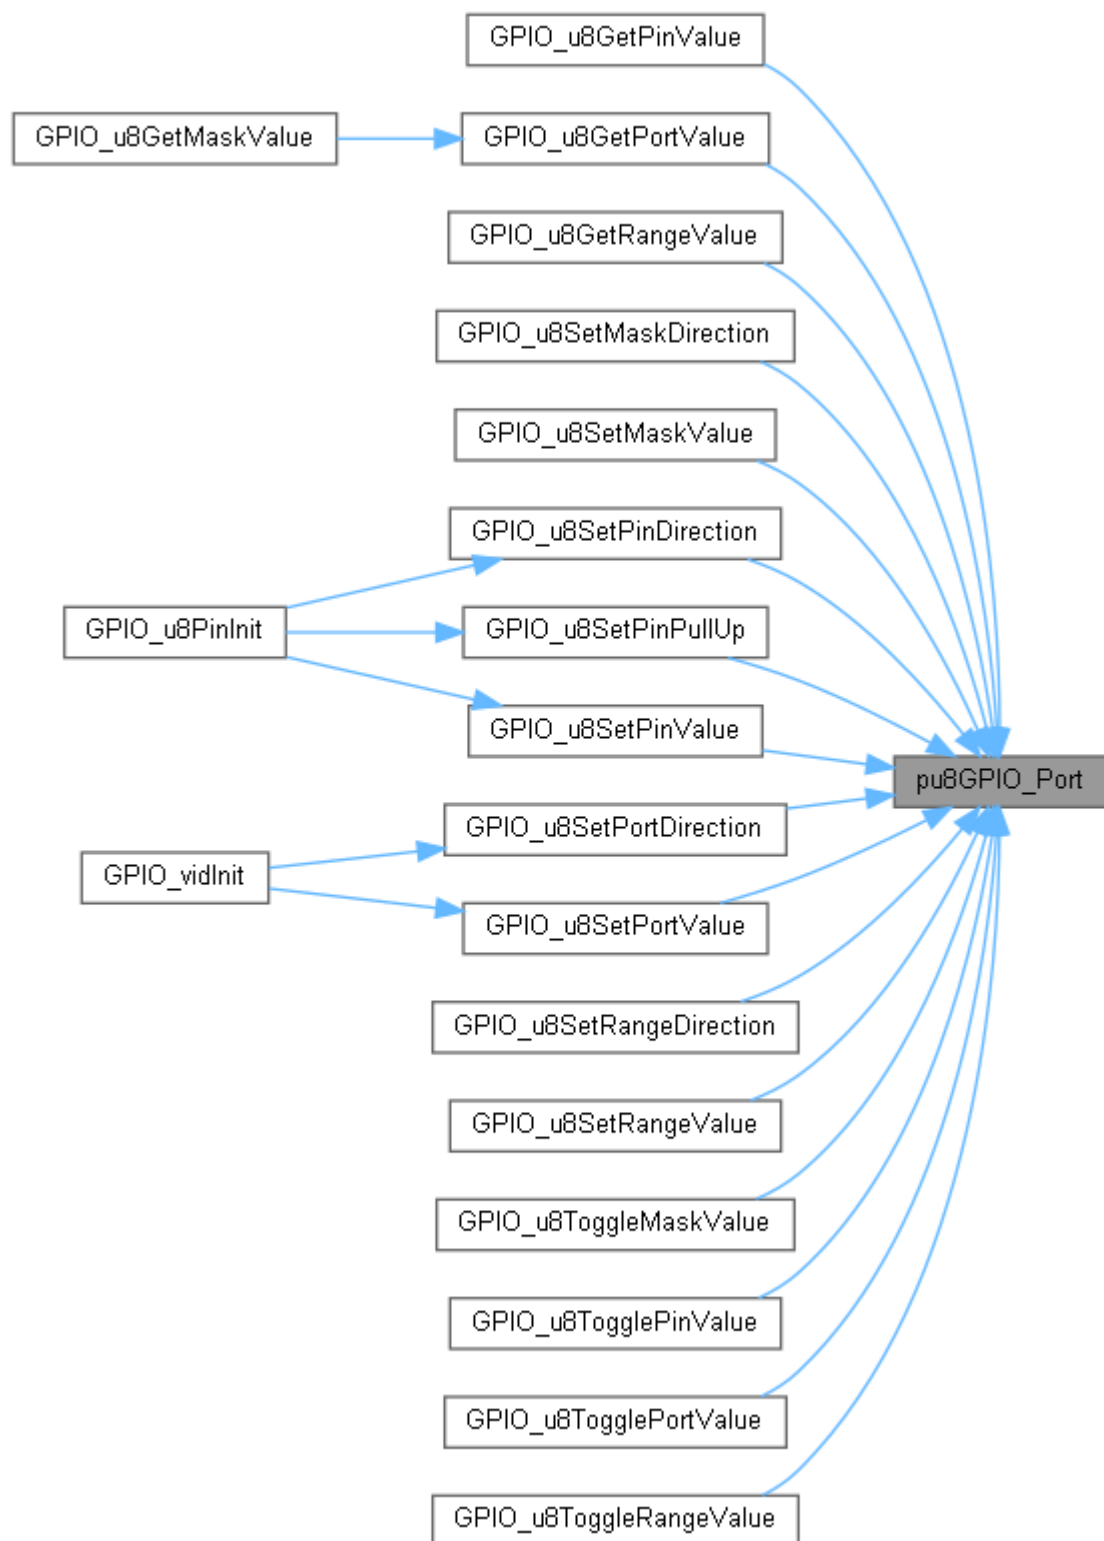 GPIO_u8GetPinValue
GPIO_u8GetMaskValue
GPIO_u8GetPortValue
GPIO_u8GetRangeValue
GPIO_u8SetMaskDirection
GPIO_u8SetMaskValue
GPIO_u8SetPinDirection
GPIO_u8PinInit
GPIO_u8SetPinPullUp
GPIO_u8SetPinValue
pu8GPIO_Port
GPIO_u8SetPortDirection
GPIO_vidInit
GPIO_u8SetPortValue
GPIO_u8SetRangeDirection
GPIO_u8SetRangeValue
GPIO_u8ToggleMaskValue
GPIO_u8TogglePinValue
GPIO_u8TogglePortValue
GPIO_u8ToggleRangeValue